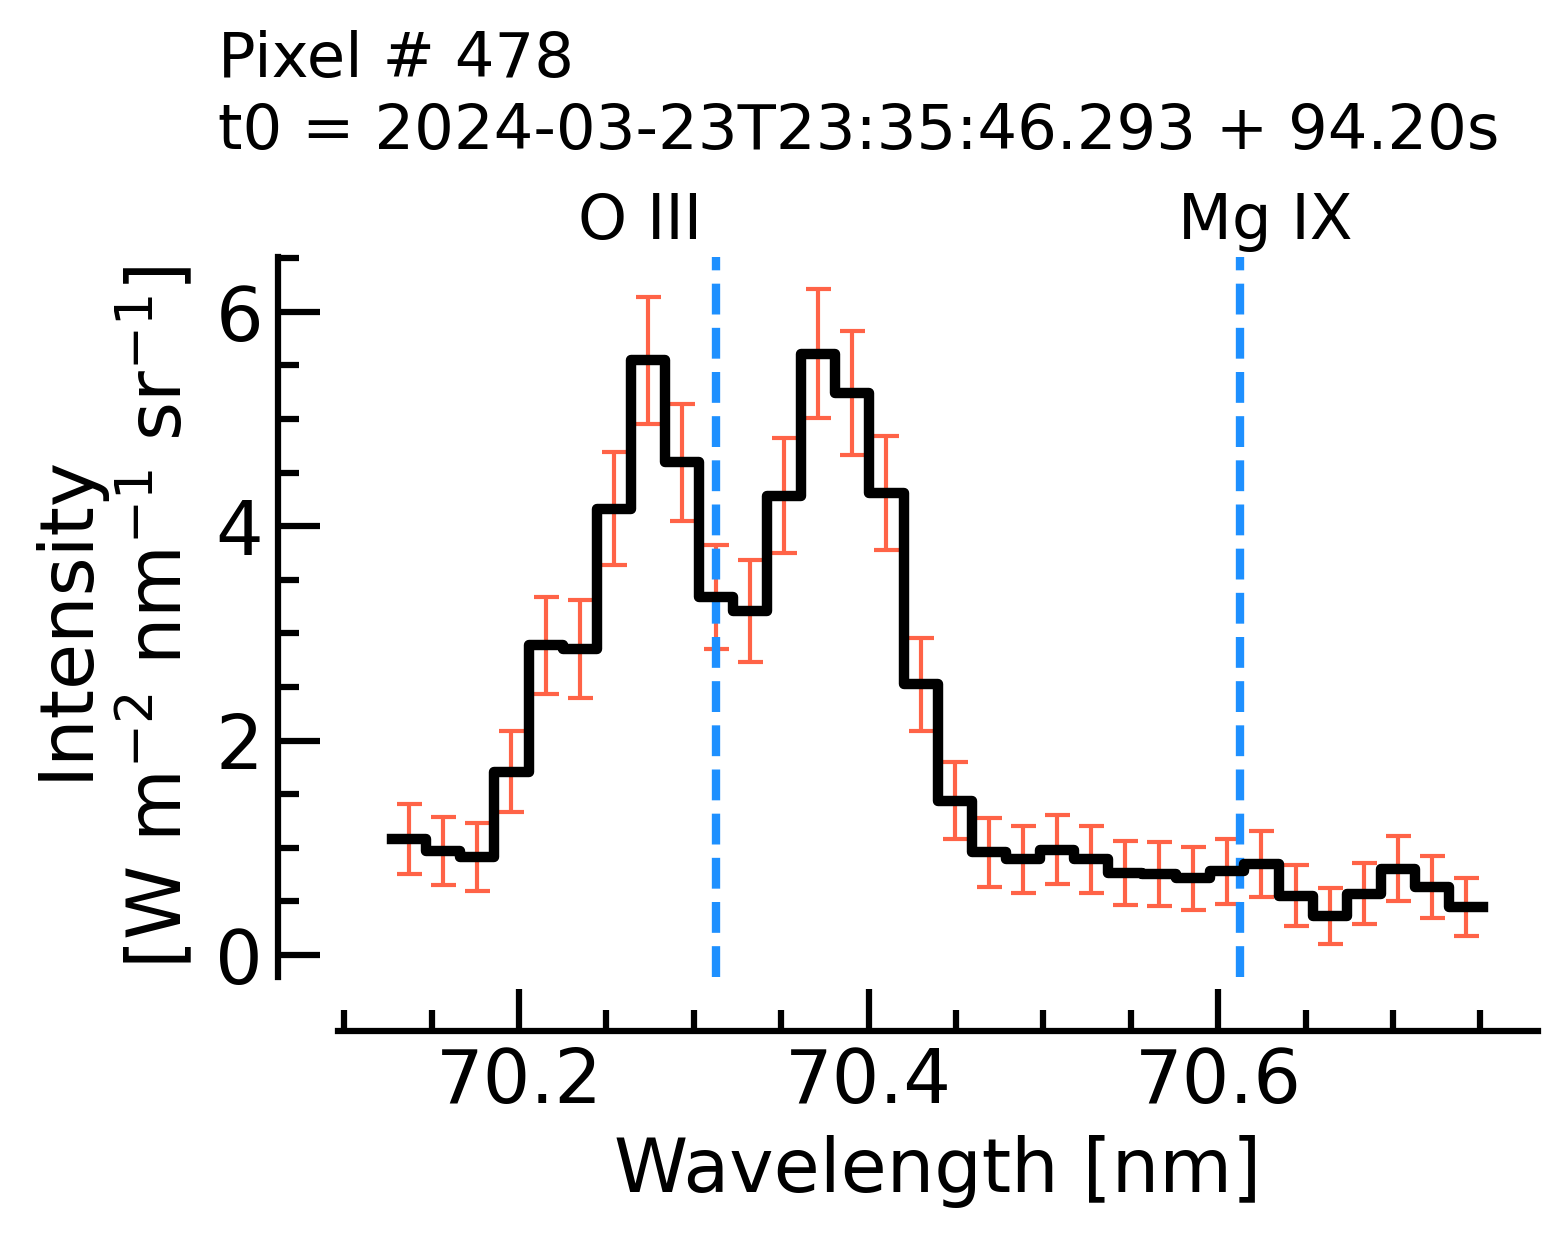 Pixel # 478
t0 = 2024-03-23T23:35:46.293 + 94.20s
O III
Mg IX
Intensity
[W m⁻² nm⁻¹ sr⁻¹]
6
4
2
0
70.2 70.4 70.6
Wavelength [nm]